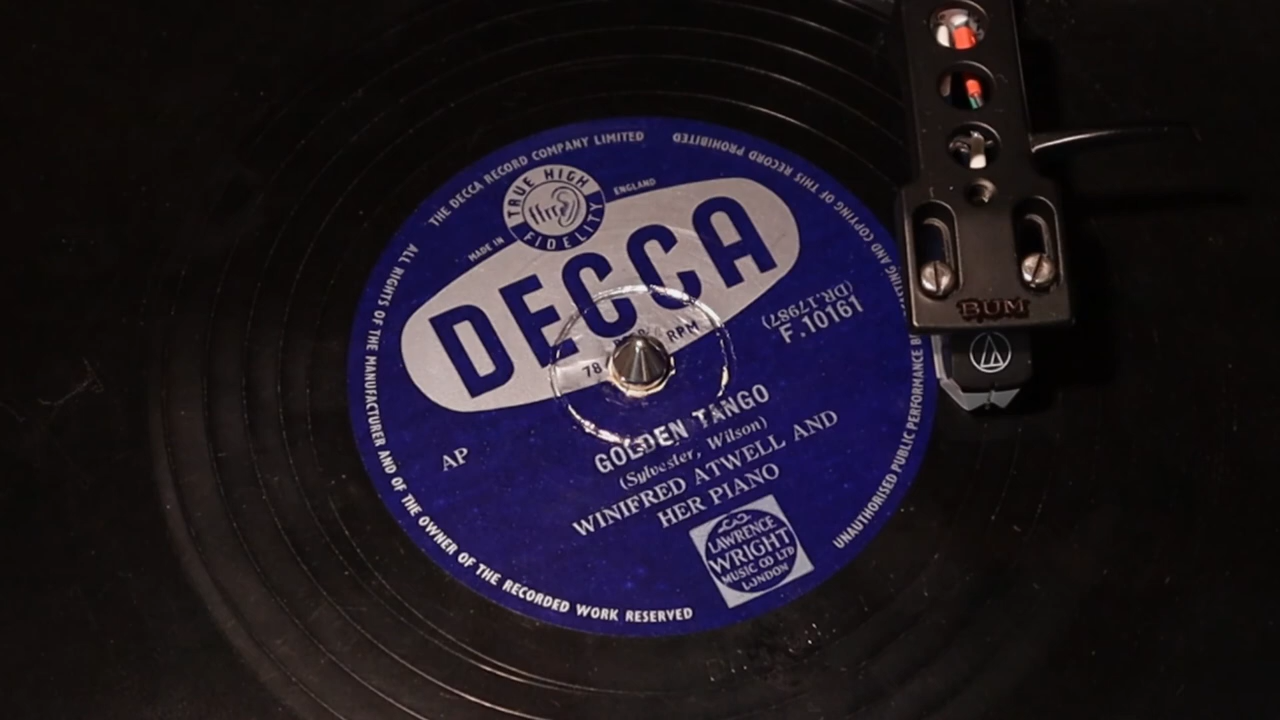 THE DECCA RECORD COMPANY LIMITED
TRUE HIGH FIDELITY
MADE IN ENGLAND
DECCA
78 RPM
(DR.17987)
F.10161
AP
GOLDEN TANGO
(Sylvester, Wilson)
WINIFRED ATWELL AND
HER PIANO
LAWRENCE
WRIGHT
MUSIC CO LTD
LONDON
ALL RIGHTS OF THE MANUFACTURER AND OF THE OWNER OF THE RECORDED WORK RESERVED
UNAUTHORISED PUBLIC PERFORMANCE
AND COPYING OF THIS RECORD PROHIBITED
BUM